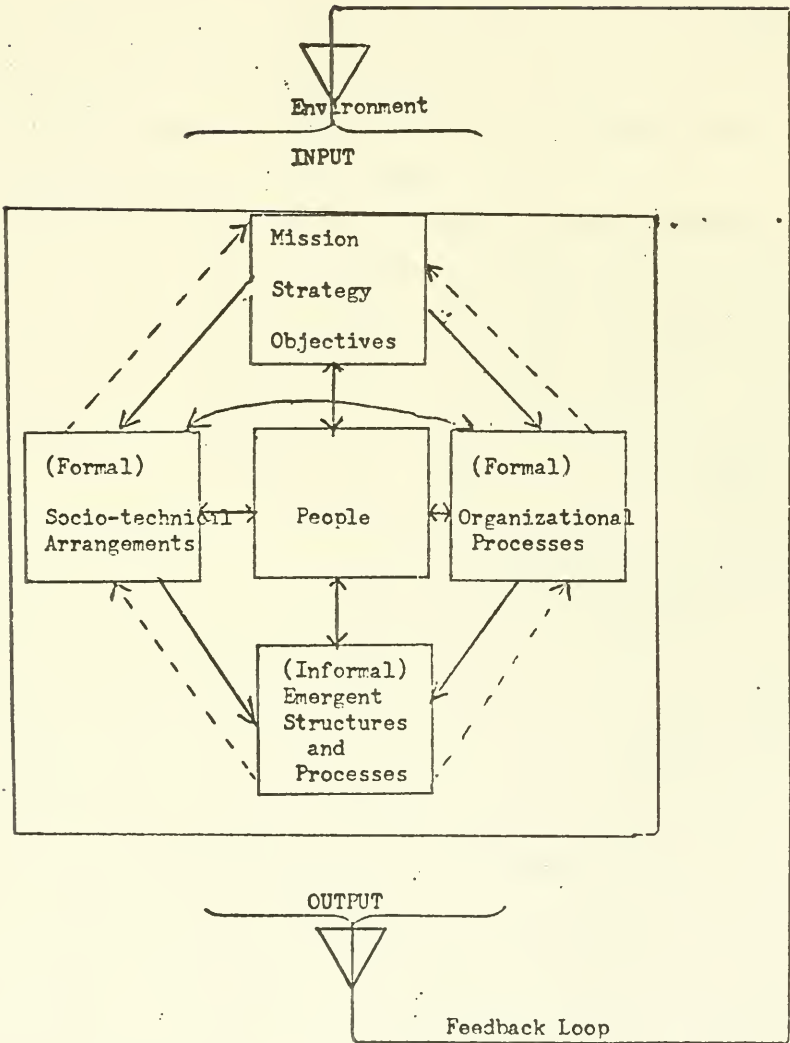 Environment
INPUT
Mission
Strategy
Objectives
(Formal)
Socio-technical
Arrangements
People
(Formal)
Organizational
Processes
(Informal)
Emergent
Structures
and
Processes
OUTPUT
Feedback Loop